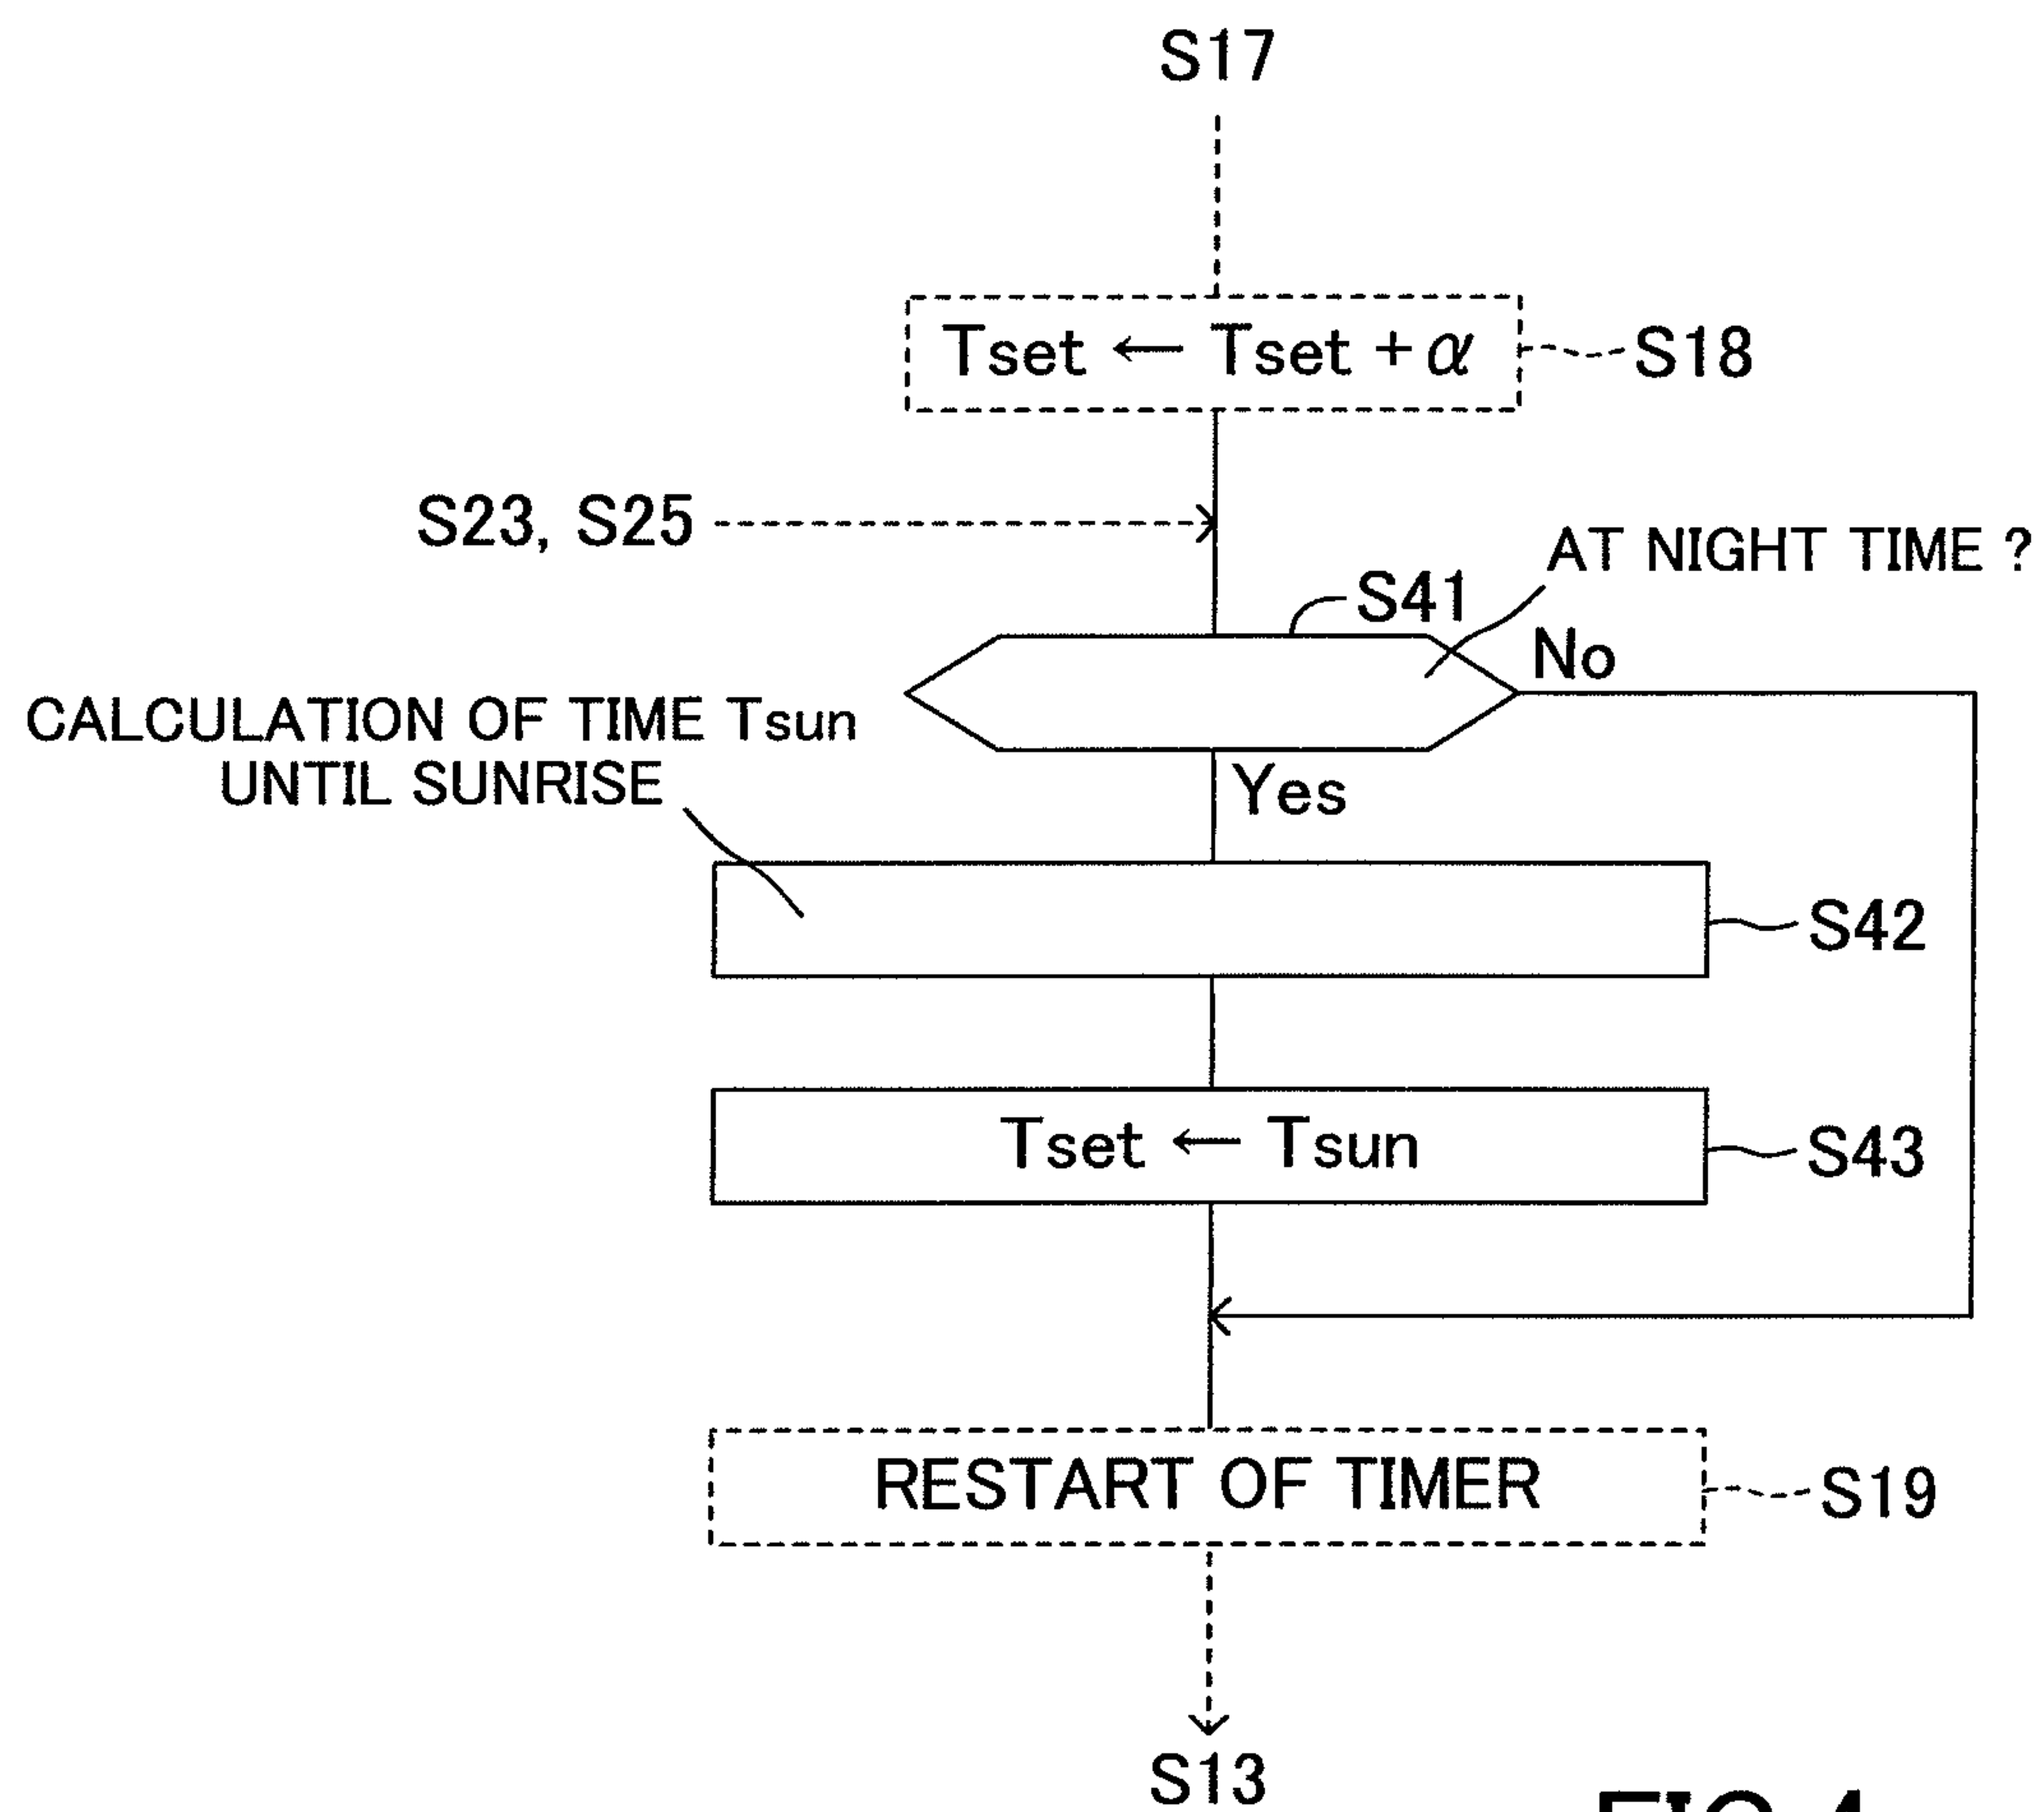 S17
Tset ← Tset + α
S18
S23, S25
AT NIGHT TIME ?
S41
No
CALCULATION OF TIME Tsun
UNTIL SUNRISE
Yes
S42
Tset ← Tsun
S43
RESTART OF TIMER
S19
S13